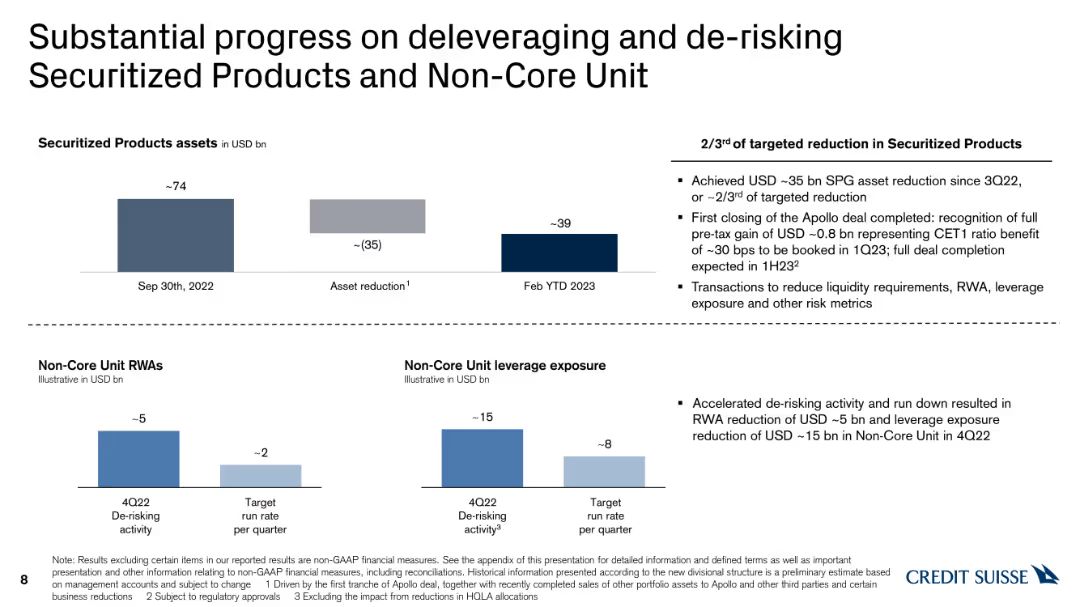 Substantial progress on deleveraging and de-risking
Securitized Products and Non-Core Unit
Securitized Products assets in USD bn
~74
~(35)
~39
Sep 30th, 2022
Asset reduction1
Feb YTD 2023
2/3rd of targeted reduction in Securitized Products
▪ Achieved USD ~35 bn SPG asset reduction since 3Q22,
or ~2/3rd of targeted reduction
▪ First closing of the Apollo deal completed: recognition of full
pre-tax gain of USD ~0.8 bn representing CET1 ratio benefit
of ~30 bps to be booked in 1Q23; full deal completion
expected in 1H232
▪ Transactions to reduce liquidity requirements, RWA, leverage
exposure and other risk metrics
Non-Core Unit RWAs
Illustrative in USD bn
~5
~2
4Q22
De-risking
activity
Target
run rate
per quarter
Non-Core Unit leverage exposure
Illustrative in USD bn
~15
~8
4Q22
De-risking
activity3
Target
run rate
per quarter
▪ Accelerated de-risking activity and run down resulted in
RWA reduction of USD ~5 bn and leverage exposure
reduction of USD ~15 bn in Non-Core Unit in 4Q22
Note: Results excluding certain items in our reported results are non-GAAP financial measures. See the appendix of this presentation for detailed information and defined terms as well as important
presentation and other information relating to non-GAAP financial measures, including reconciliations. Historical information presented according to the new divisional structure is a preliminary estimate based
on management accounts and subject to change 1 Driven by the first tranche of Apollo deal, together with recently completed sales of other portfolio assets to Apollo and other third parties and certain
business reductions 2 Subject to regulatory approvals 3 Excluding the impact from reductions in HQLA allocations
8
CREDIT SUISSE